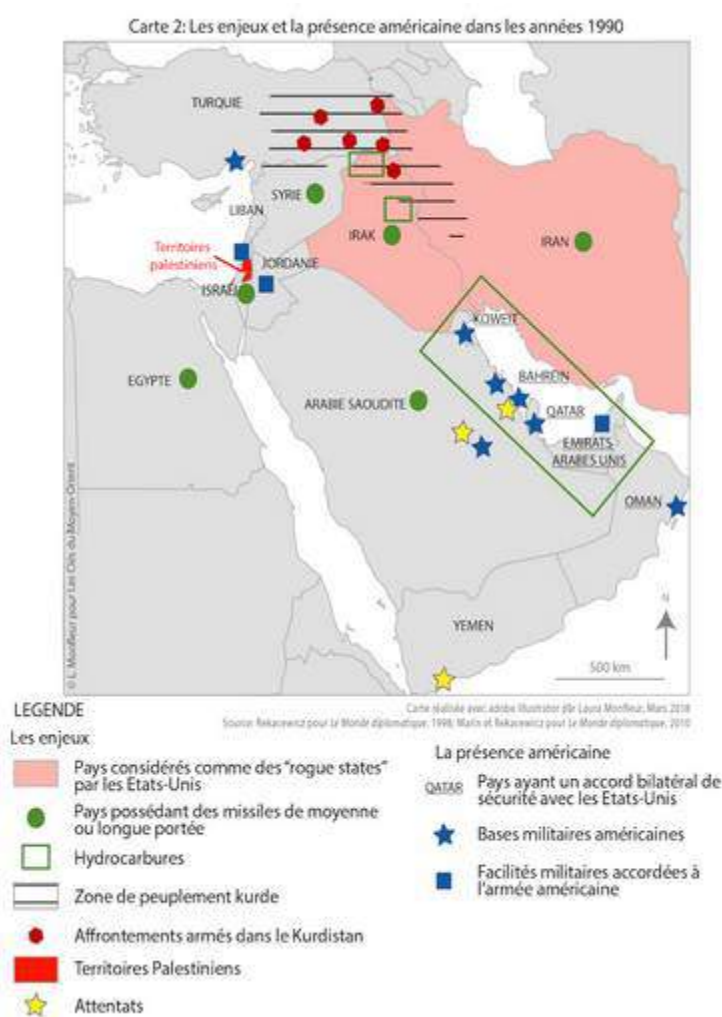 Carte 2: Les enjeux et la présence américaine dans les années 1990
TURQUIE
SYRIE
LIBAN
IRAK
IRAN
Territoires
palestiniens
JORDANIE
ISRAËL
KOWEIT
EGYPTE
ARABIE SAOUDITE
BAHREIN
QATAR
EMIRATS
ARABES UNIS
OMAN
YEMEN
N
500 km
© L. Monfleur pour Les Clés du Moyen-Orient
Carte réalisée avec adobe Illustrator par Laura Monfleur, Mars 2018
Source: Rekacewicz pour Le Monde diplomatique, 1998; Marin et Rekacewicz pour Le Monde diplomatique, 2010
LEGENDE
Les enjeux
Pays considérés comme des "rogue states"
par les Etats-Unis
Pays possédant des missiles de moyenne
ou longue portée
Hydrocarbures
Zone de peuplement kurde
Affrontements armés dans le Kurdistan
Territoires Palestiniens
Attentats
La présence américaine
QATAR Pays ayant un accord bilatéral de
sécurité avec les Etats-Unis
Bases militaires américaines
Facilités militaires accordées à
l'armée américaine